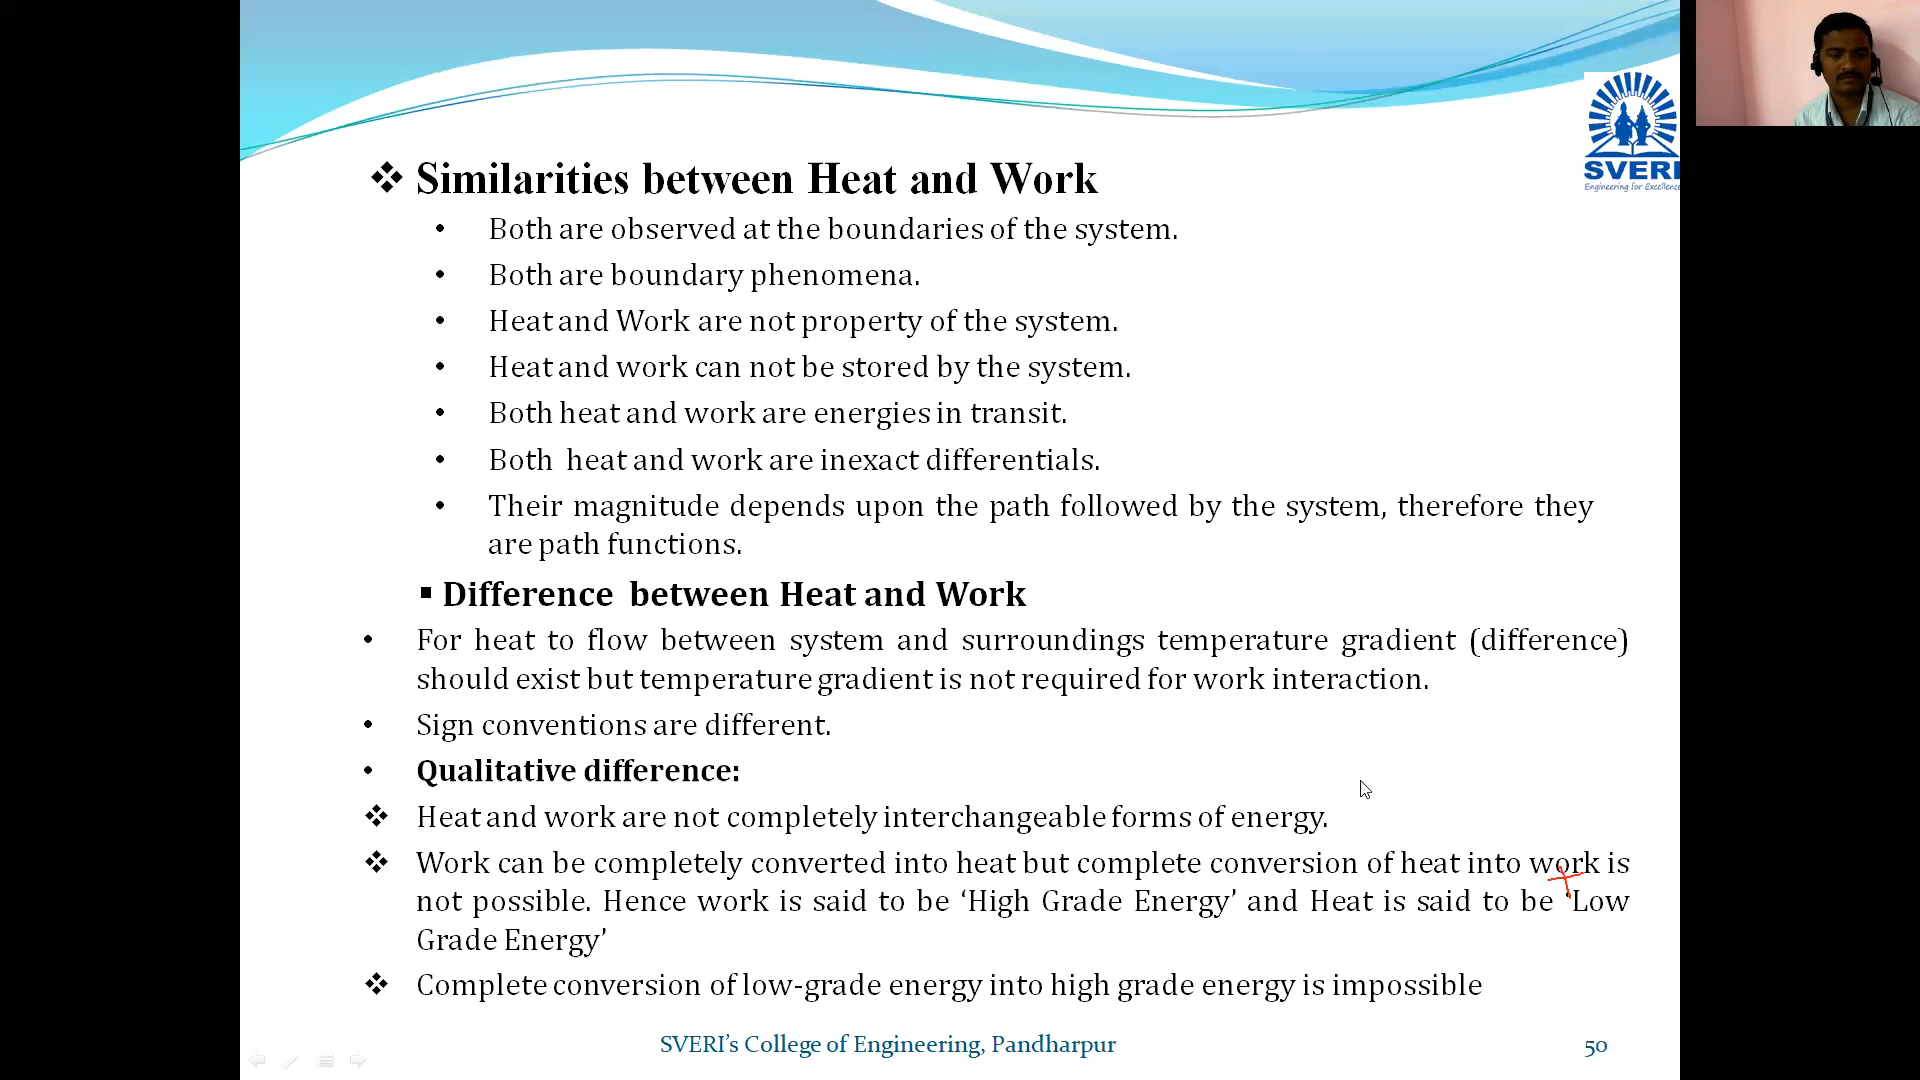 SVERI
Engineering for Excellence
❖ Similarities between Heat and Work
• Both are observed at the boundaries of the system.
• Both are boundary phenomena.
• Heat and Work are not property of the system.
• Heat and work can not be stored by the system.
• Both heat and work are energies in transit.
• Both heat and work are inexact differentials.
• Their magnitude depends upon the path followed by the system, therefore they
are path functions.
▪ Difference between Heat and Work
• For heat to flow between system and surroundings temperature gradient (difference)
should exist but temperature gradient is not required for work interaction.
• Sign conventions are different.
• Qualitative difference:
❖ Heat and work are not completely interchangeable forms of energy.
❖ Work can be completely converted into heat but complete conversion of heat into work is
not possible. Hence work is said to be ‘High Grade Energy’ and Heat is said to be ‘Low
Grade Energy’
❖ Complete conversion of low-grade energy into high grade energy is impossible
SVERI’s College of Engineering, Pandharpur
50